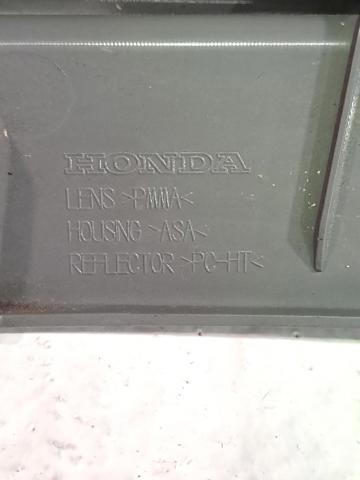 HONDA
LENS >PMMA<
HOUSING >ASA<
REFLECTOR >PC-HT<